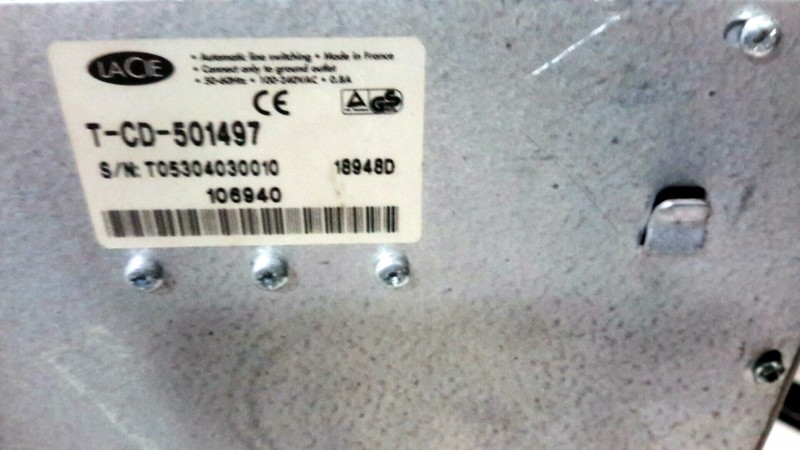 LACIE
• Automatic line switching • Made in France
• Connect only to ground outlet
• 50-60Hz • 100-240VAC • 0.8A
CE
GS
T-CD-501497
S/N: T05304030010 18948D
106940